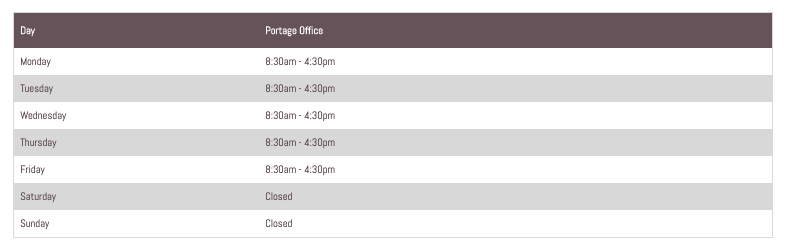 Day Portage Office
Monday 8:30am - 4:30pm
Tuesday 8:30am - 4:30pm
Wednesday 8:30am - 4:30pm
Thursday 8:30am - 4:30pm
Friday 8:30am - 4:30pm
Saturday Closed
Sunday Closed